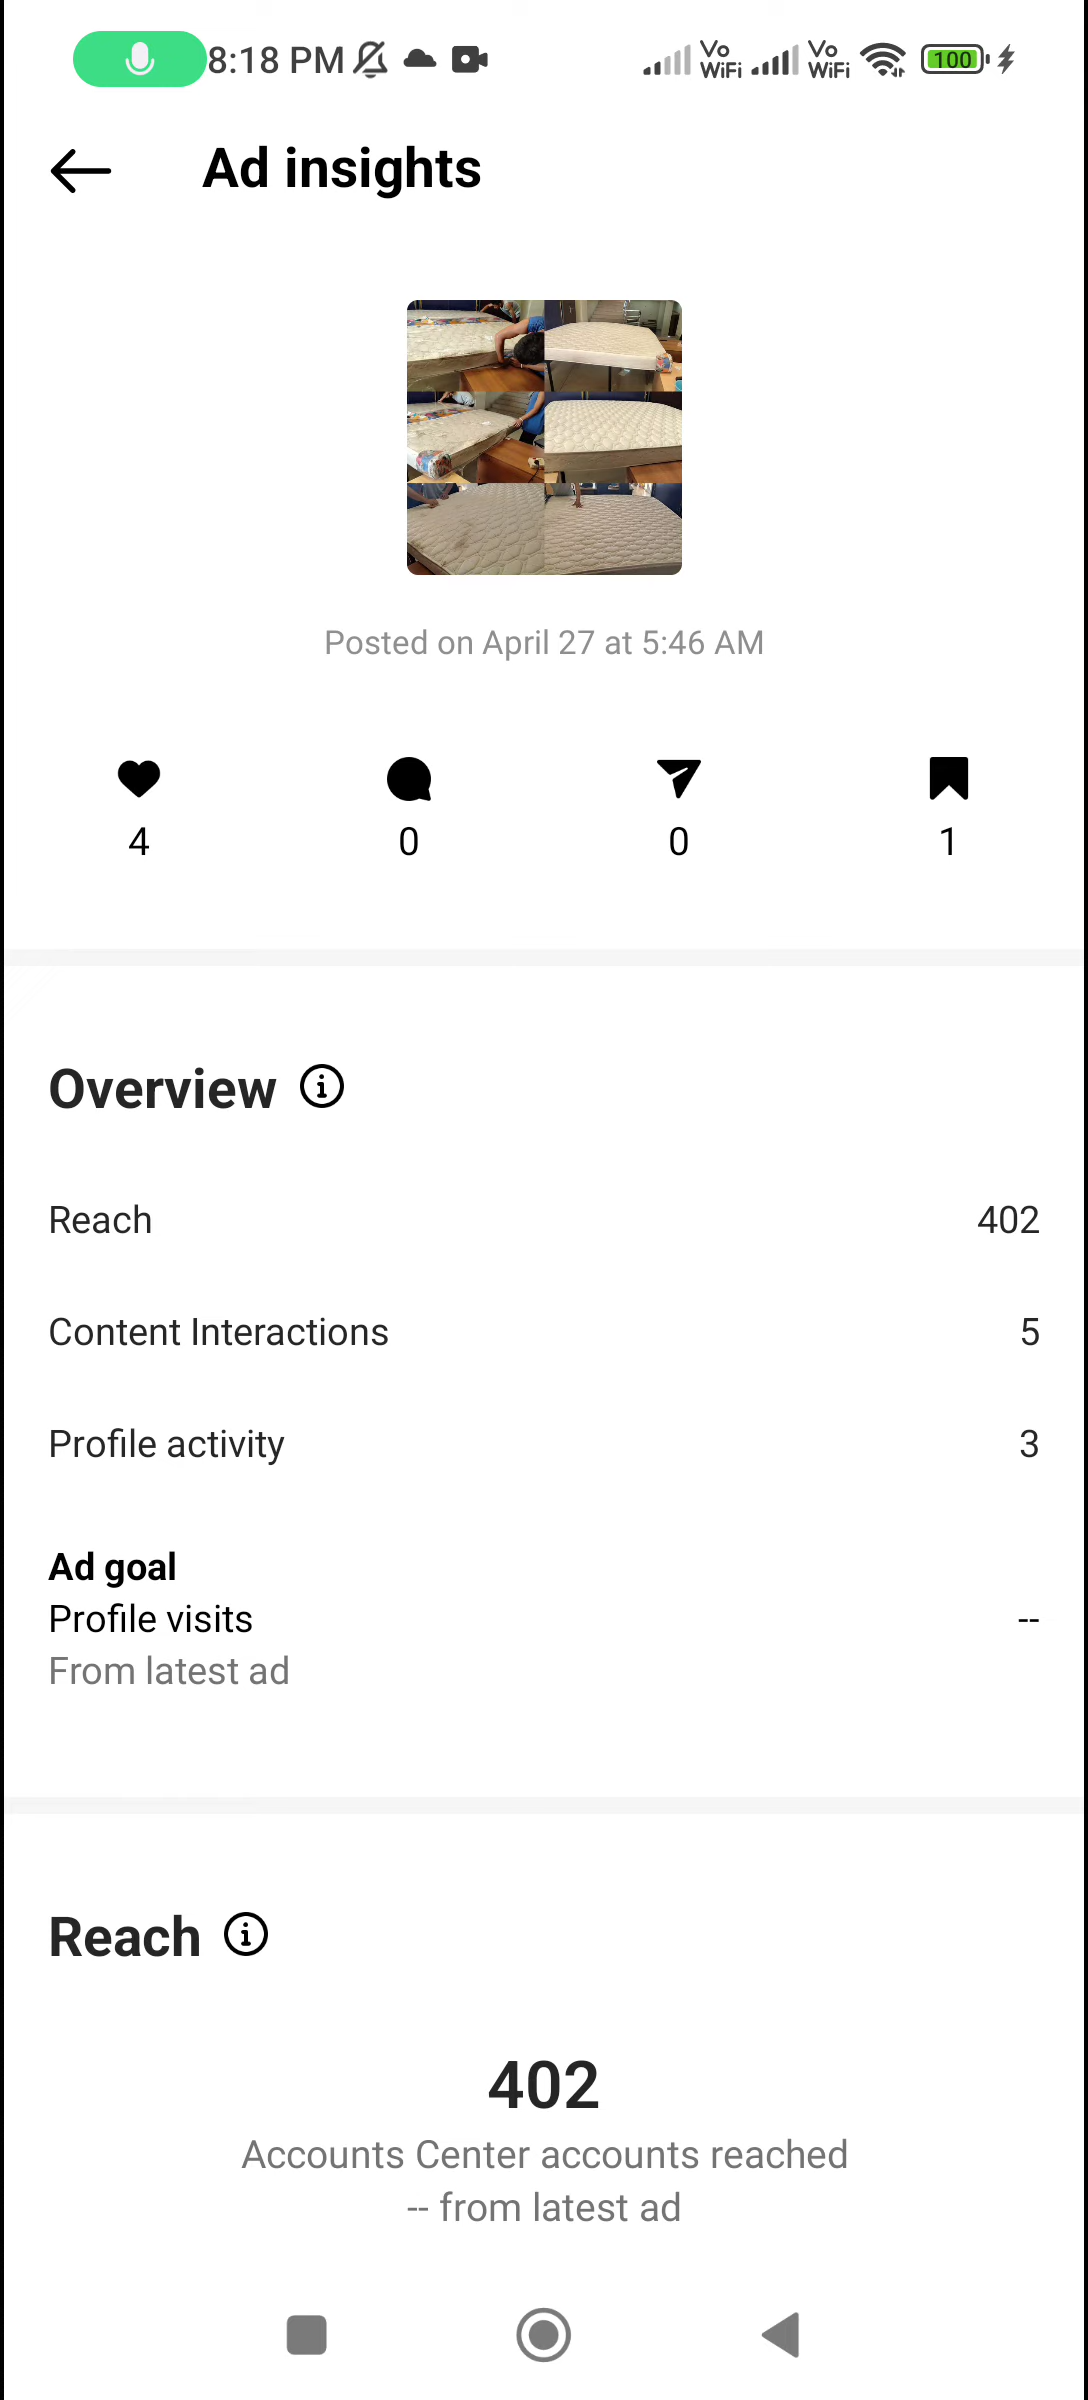 8:18 PM Vo WiFi Vo WiFi 100
Ad insights
Posted on April 27 at 5:46 AM
4 0 0 1
Overview
Reach 402
Content Interactions 5
Profile activity 3
Ad goal
Profile visits --
From latest ad
Reach
402
Accounts Center accounts reached
-- from latest ad